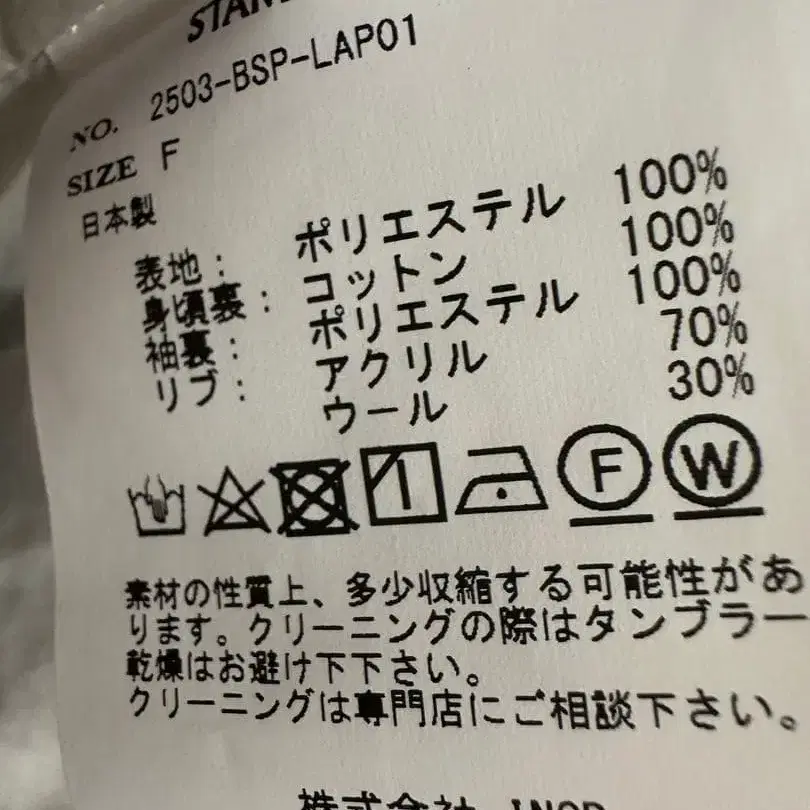 STAN
NO. 2503-BSP-LAP01
SIZE F
日本製
表地: ポリエステル 100%
身頃裏: コットン 100%
袖裏: ポリエステル 100%
リブ: アクリル 70%
ウール 30%
F W
素材の性質上、多少収縮する可能性があ
ります。クリーニングの際はタンブラー
乾燥はお避け下下さい。
クリーニングは専門店にご相談下さい。
株式会社